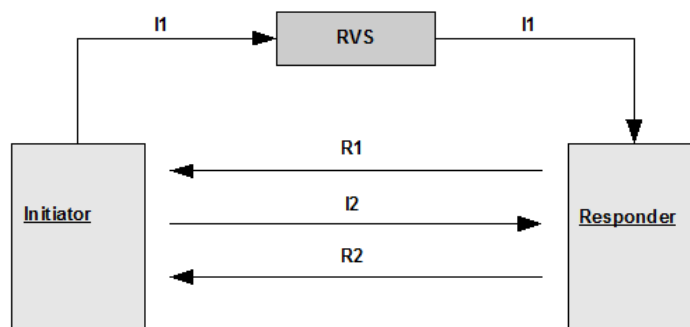 I1
RVS
I1
R1
Initiator
I2
Responder
R2